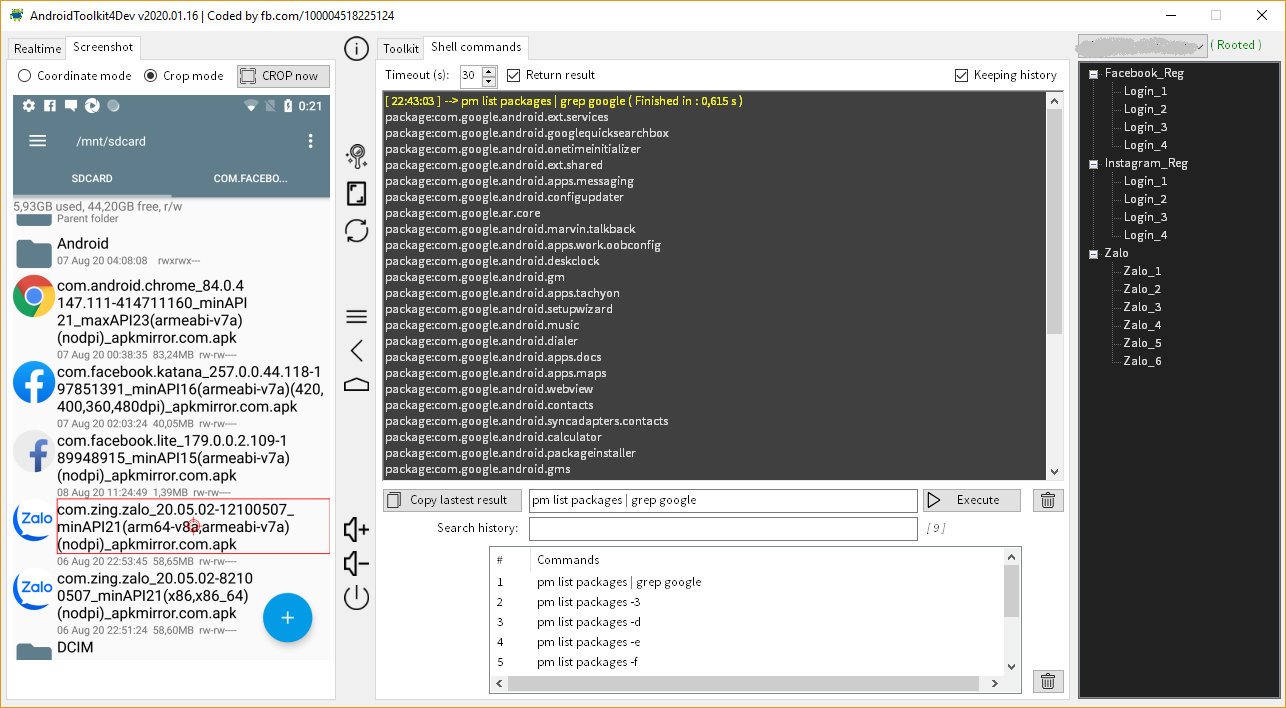 AndroidToolkit4Dev v2020.01.16 | Coded by fb.com/100004518225124
Realtime
Screenshot
Coordinate mode
Crop mode
CROP now
0:21
/mnt/sdcard
SDCARD
COM.FACEBO...
5,93GB used, 44,20GB free, r/w
Parent folder
Android
07 Aug 20 04:08:08 rwxrwx---
com.android.chrome_84.0.4
147.111-414711160_minAPI
21_maxAPI23(armeabi-v7a)
(nodpi)_apkmirror.com.apk
07 Aug 20 00:38:35 83,24MB rw-rw----
com.facebook.katana_257.0.0.44.118-1
97851391_minAPI16(armeabi-v7a)(420,
400,360,480dpi)_apkmirror.com.apk
07 Aug 20 02:03:24 40,05MB rw-rw----
com.facebook.lite_179.0.0.2.109-1
89948915_minAPI15(armeabi-v7a)
(nodpi)_apkmirror.com.apk
08 Aug 20 11:24:49 1,39MB rw-rw----
Zalo
com.zing.zalo_20.05.02-12100507_
minAPI21(arm64-v8a,armeabi-v7a)
(nodpi)_apkmirror.com.apk
06 Aug 20 22:53:45 58,65MB rw-rw----
Zalo
com.zing.zalo_20.05.02-8210
0507_minAPI21(x86,x86_64)
(nodpi)_apkmirror.com.apk
06 Aug 20 22:51:24 58,60MB rw-rw----
DCIM
Toolkit
Shell commands
Timeout (s):
30
Return result
Keeping history
[ 22:43:03 ] --> pm list packages | grep google ( Finished in : 0,615 s )
package:com.google.android.ext.services
package:com.google.android.googlequicksearchbox
package:com.google.android.onetimeinitializer
package:com.google.android.ext.shared
package:com.google.android.apps.messaging
package:com.google.android.configupdater
package:com.google.ar.core
package:com.google.android.marvin.talkback
package:com.google.android.apps.work.oobconfig
package:com.google.android.deskclock
package:com.google.android.gm
package:com.google.android.apps.tachyon
package:com.google.android.setupwizard
package:com.google.android.music
package:com.google.android.dialer
package:com.google.android.apps.docs
package:com.google.android.apps.maps
package:com.google.android.webview
package:com.google.android.contacts
package:com.google.android.syncadapters.contacts
package:com.google.android.calculator
package:com.google.android.packageinstaller
package:com.google.android.gms
Copy lastest result
pm list packages | grep google
Execute
Search history:
[ 9 ]
# Commands
1 pm list packages | grep google
2 pm list packages -3
3 pm list packages -d
4 pm list packages -e
5 pm list packages -f
( Rooted )
Facebook_Reg
Login_1
Login_2
Login_3
Login_4
Instagram_Reg
Login_1
Login_2
Login_3
Login_4
Zalo
Zalo_1
Zalo_2
Zalo_3
Zalo_4
Zalo_5
Zalo_6